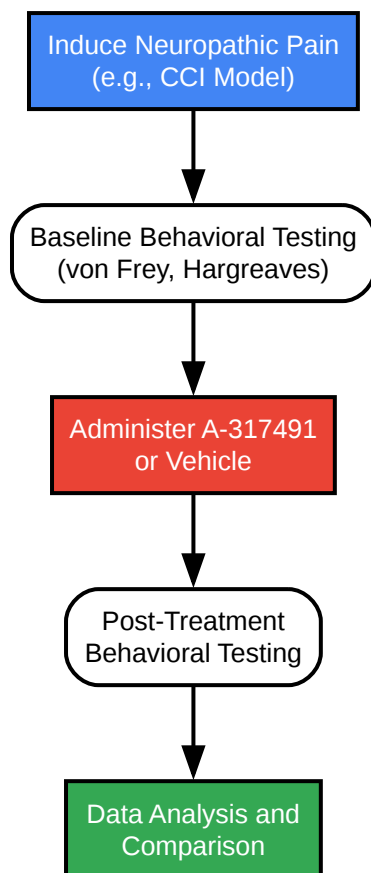 Induce Neuropathic Pain
(e.g., CCI Model)
Baseline Behavioral Testing
(von Frey, Hargreaves)
Administer A-317491
or Vehicle
Post-Treatment
Behavioral Testing
Data Analysis and
Comparison